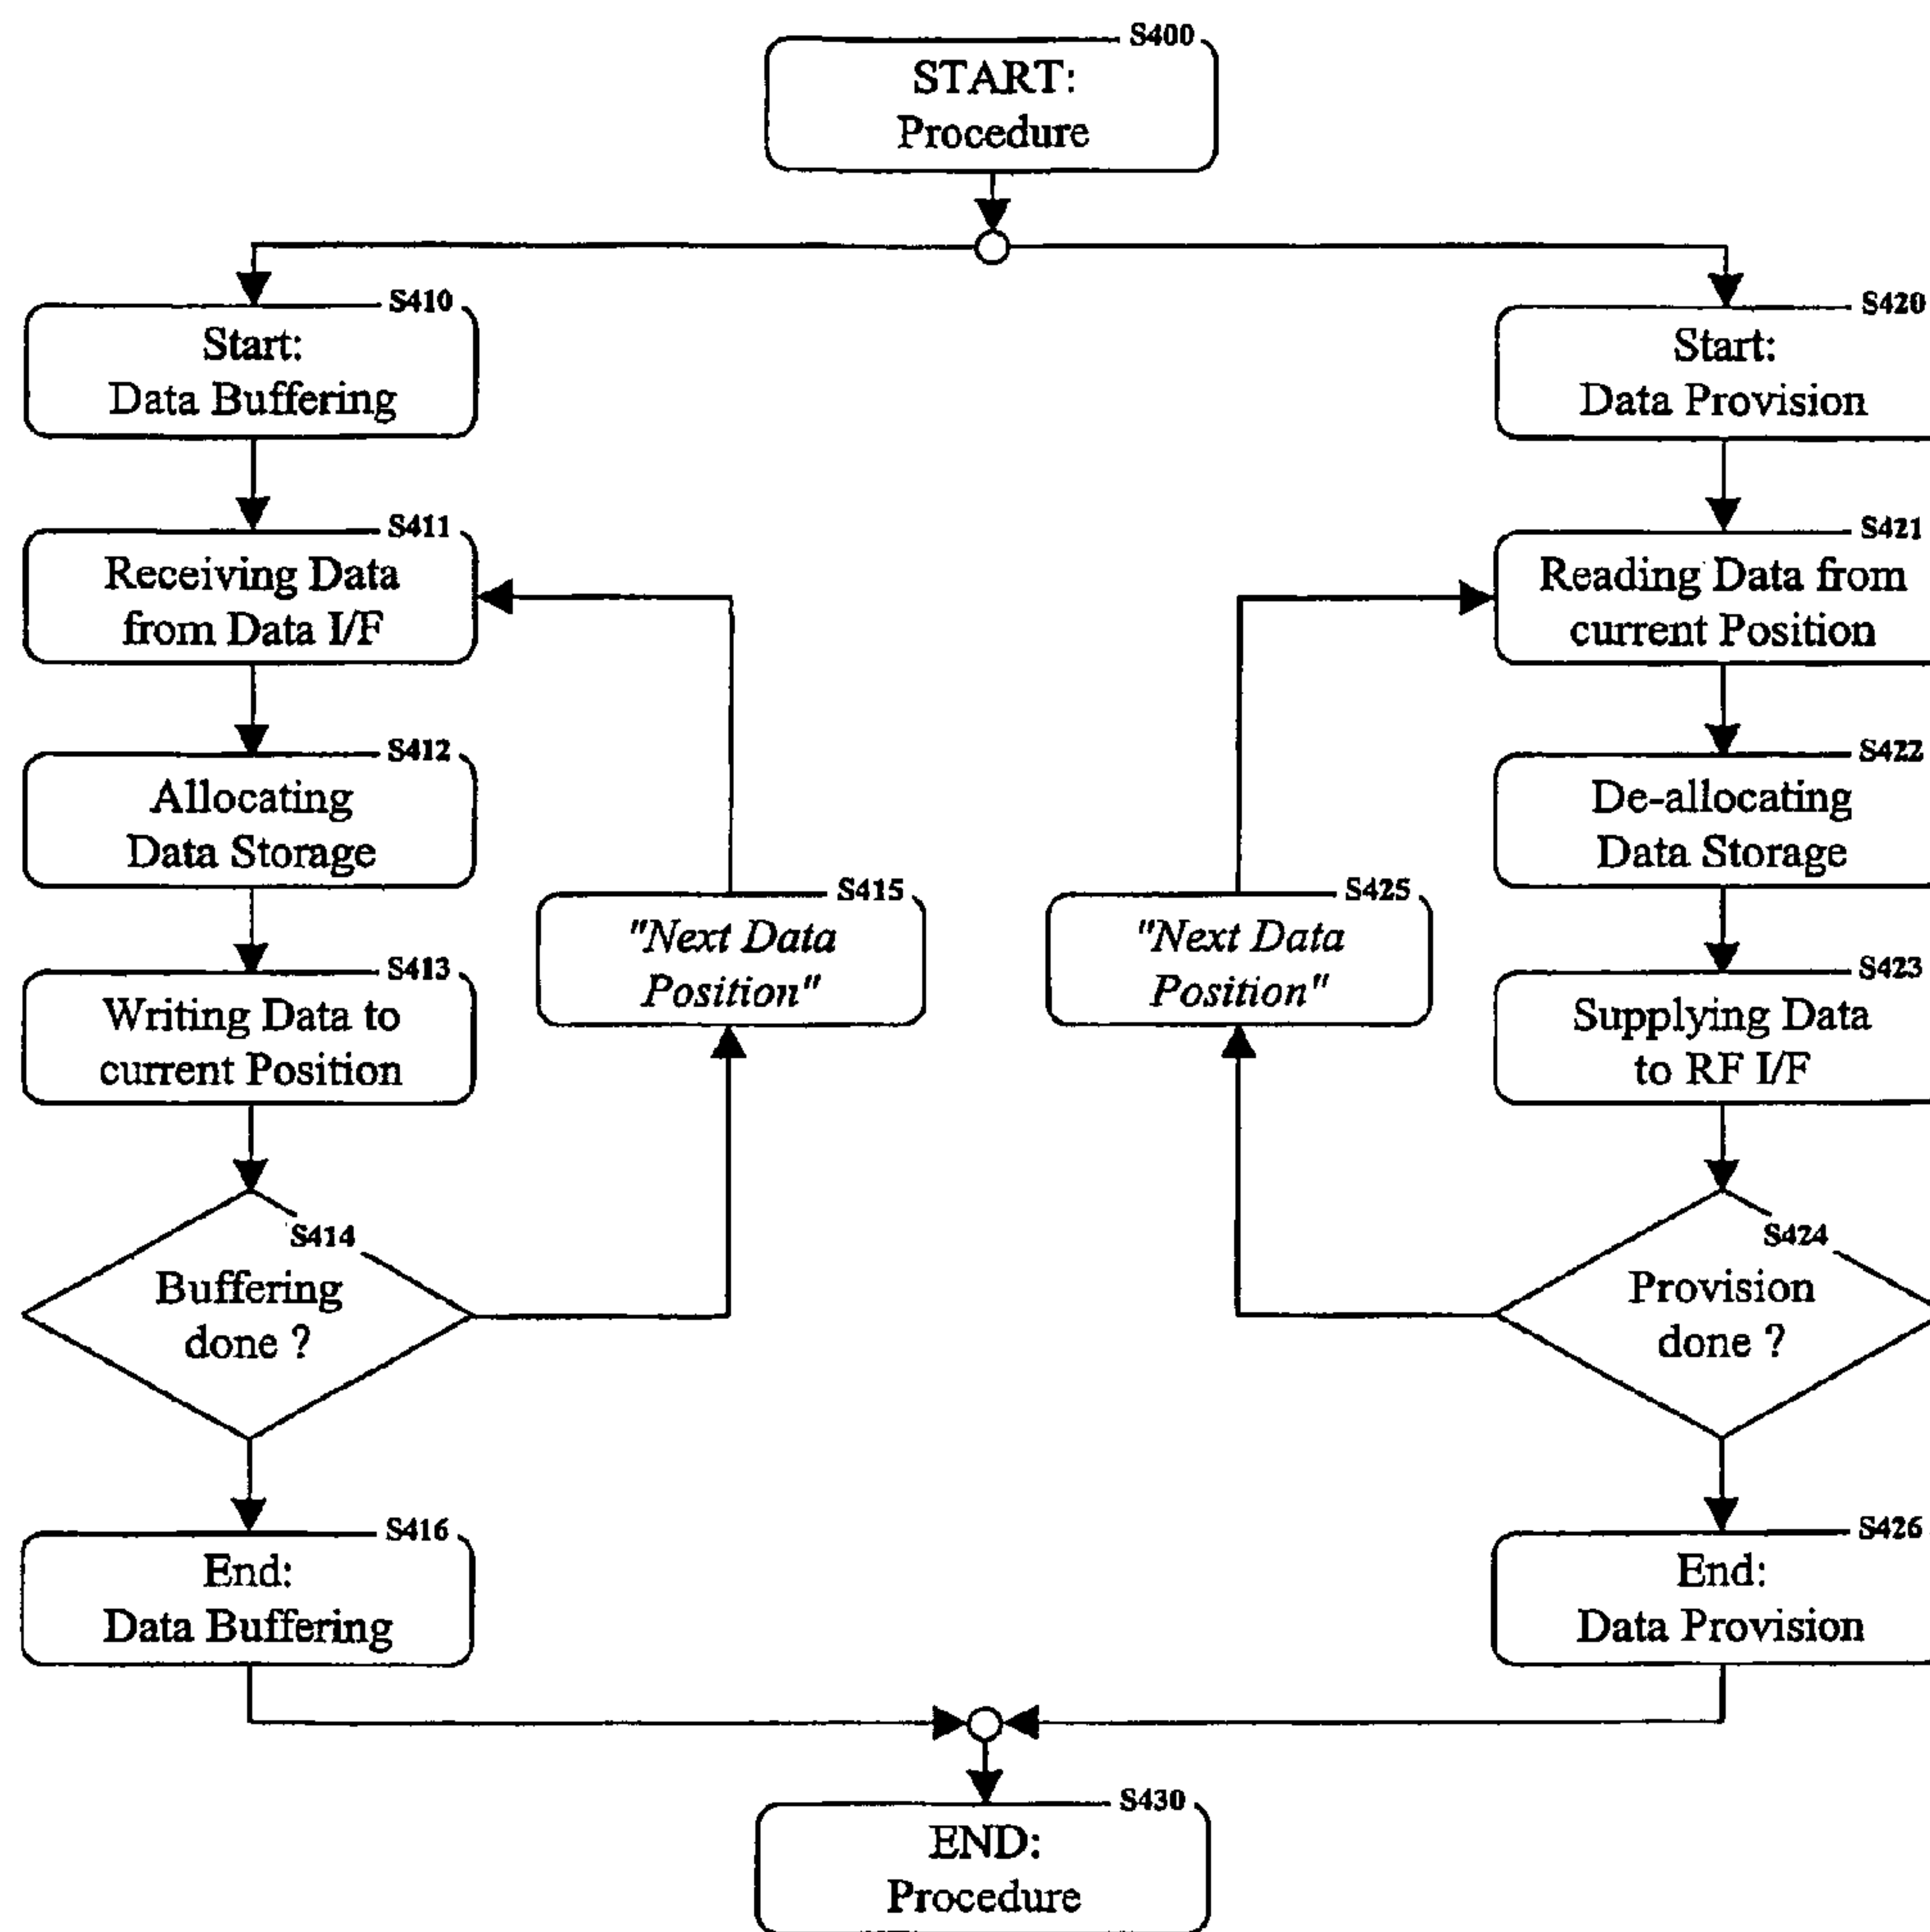 S400
START:
Procedure
S410
Start:
Data Buffering
S411
Receiving Data
from Data I/F
S412
Allocating
Data Storage
S413
Writing Data to
current Position
S414
Buffering
done ?
S415
"Next Data
Position"
S416
End:
Data Buffering
S420
Start:
Data Provision
S421
Reading Data from
current Position
S422
De-allocating
Data Storage
S423
Supplying Data
to RF I/F
S424
Provision
done ?
S425
"Next Data
Position"
S426
End:
Data Provision
S430
END:
Procedure